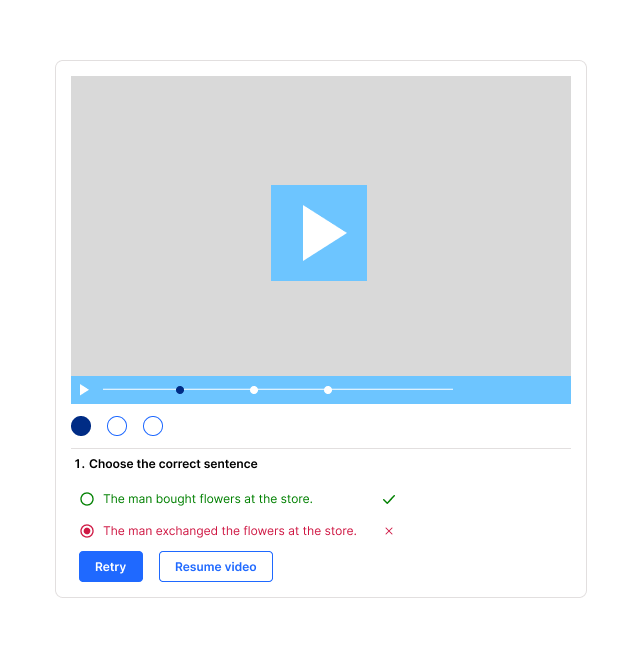 1. Choose the correct sentence
The man bought flowers at the store.
The man exchanged the flowers at the store.
Retry
Resume video